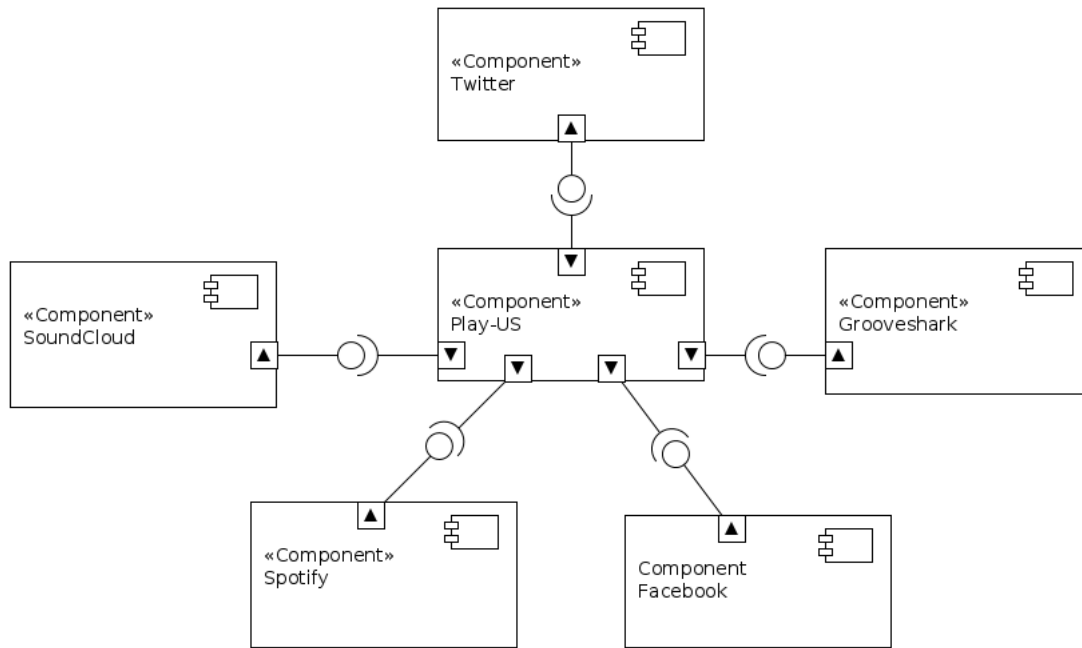 «Component»
Twitter
«Component»
SoundCloud
«Component»
Play-US
«Component»
Grooveshark
«Component»
Spotify
Component
Facebook